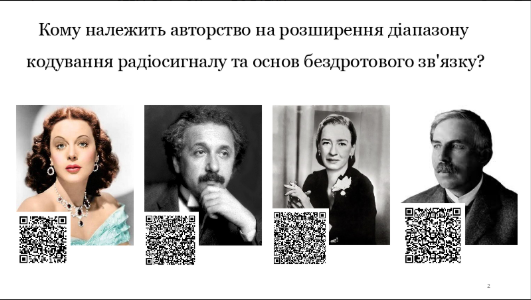 Кому належить авторство на розширення діапазону
кодування радіосигналу та основ бездротового зв'язку?
2